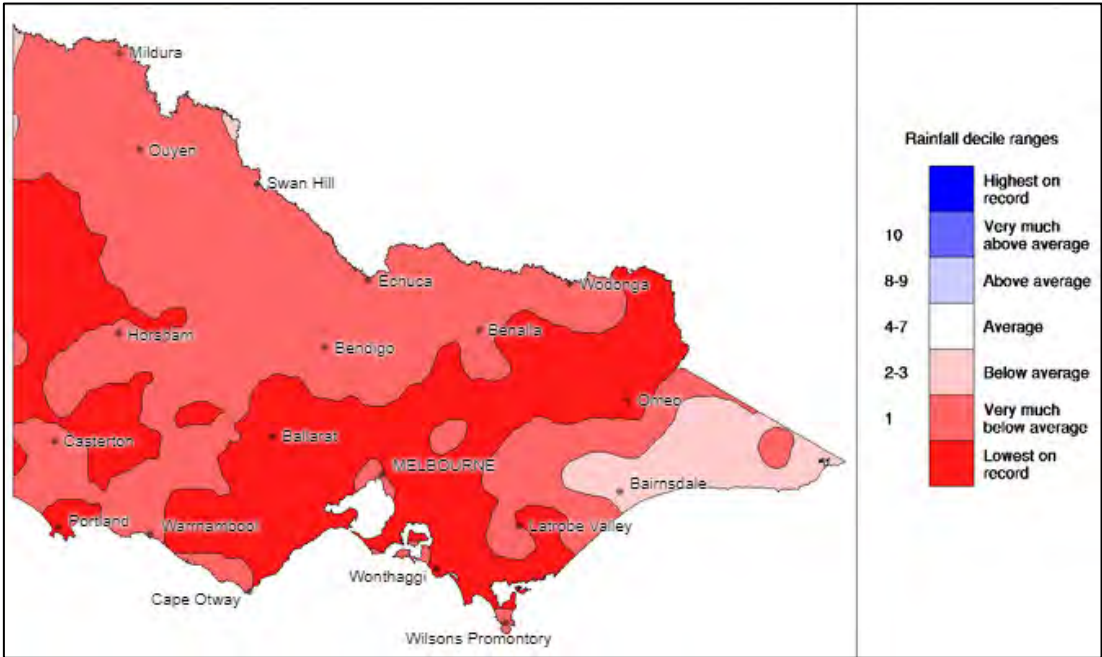 Mildura
Ouyen
Swan Hill
Echuca
Wodonga
Horsham
Benalla
Bendigo
Omeo
Casterton
Ballarat
MELBOURNE
Bairnsdale
Portland
Warrnambool
Latrobe Valley
Wonthaggi
Cape Otway
Wilsons Promontory
Rainfall decile ranges
Highest on
record
10
Very much
above average
8-9
Above average
4-7
Average
2-3
Below average
1
Very much
below average
Lowest on
record